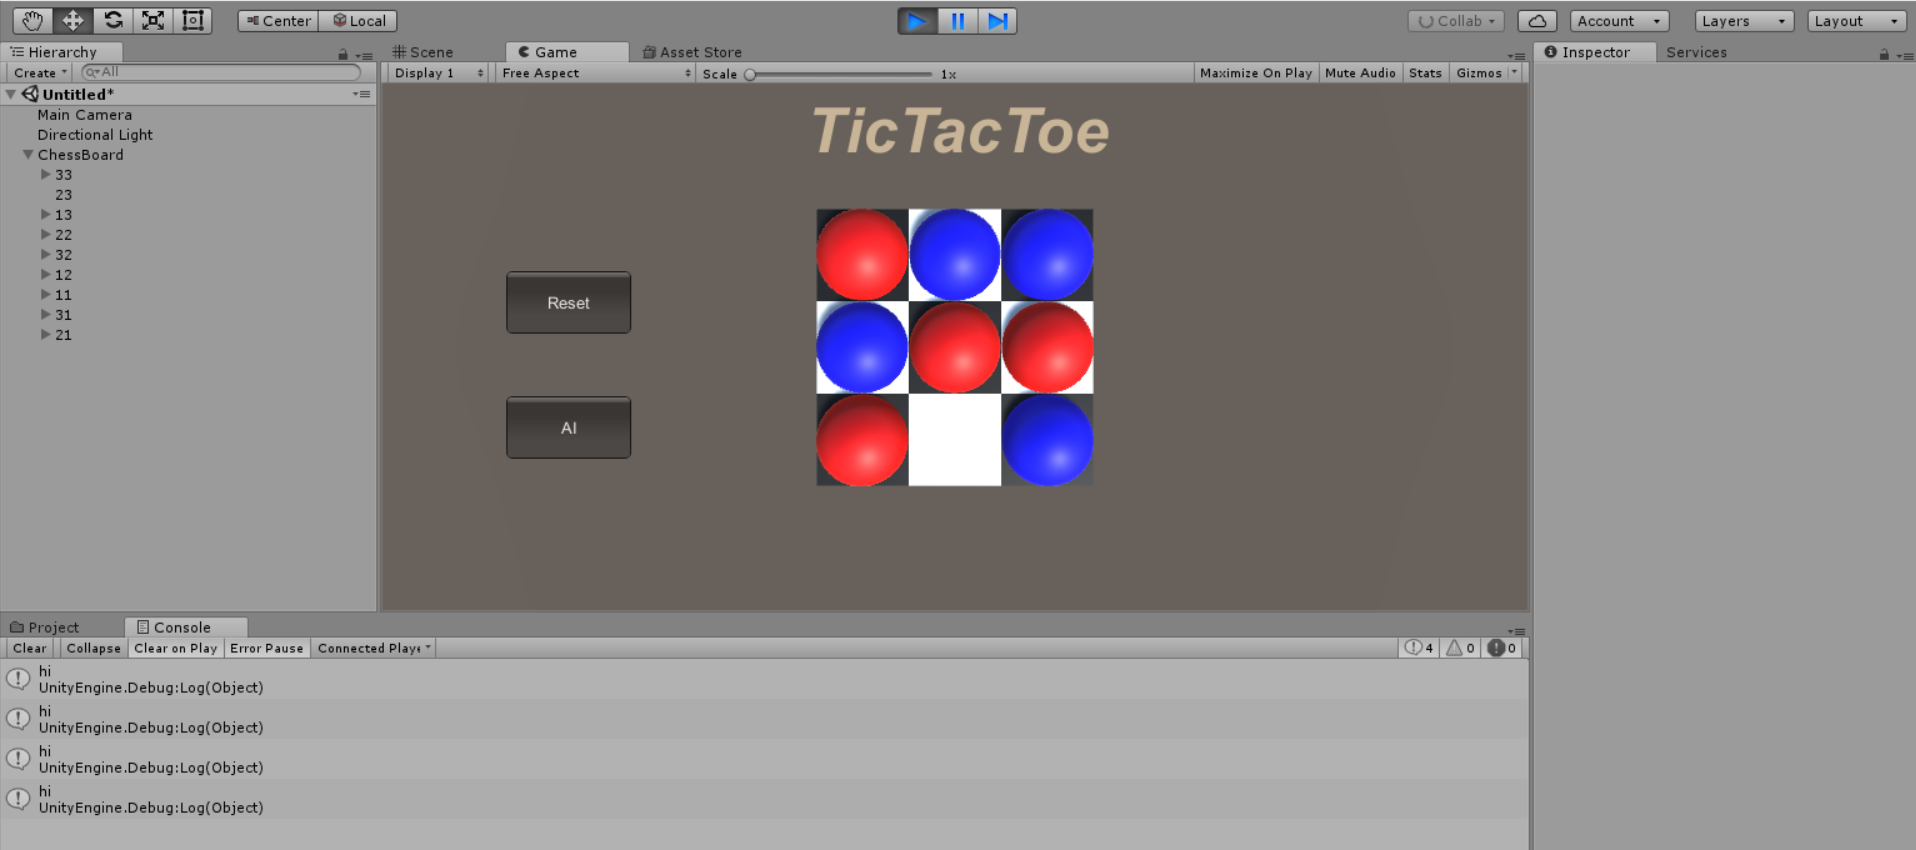 Center Local Collab Account Layers Layout
Hierarchy
Create All
Untitled*
Main Camera
Directional Light
ChessBoard
33
23
13
22
32
12
11
31
21
Scene Game Asset Store
Display 1 Free Aspect Scale 1x Maximize On Play Mute Audio Stats Gizmos
TicTacToe
Reset
AI
Inspector Services
Project Console
Clear Collapse Clear on Play Error Pause Connected Playe 4 0 0
hi
UnityEngine.Debug:Log(Object)
hi
UnityEngine.Debug:Log(Object)
hi
UnityEngine.Debug:Log(Object)
hi
UnityEngine.Debug:Log(Object)